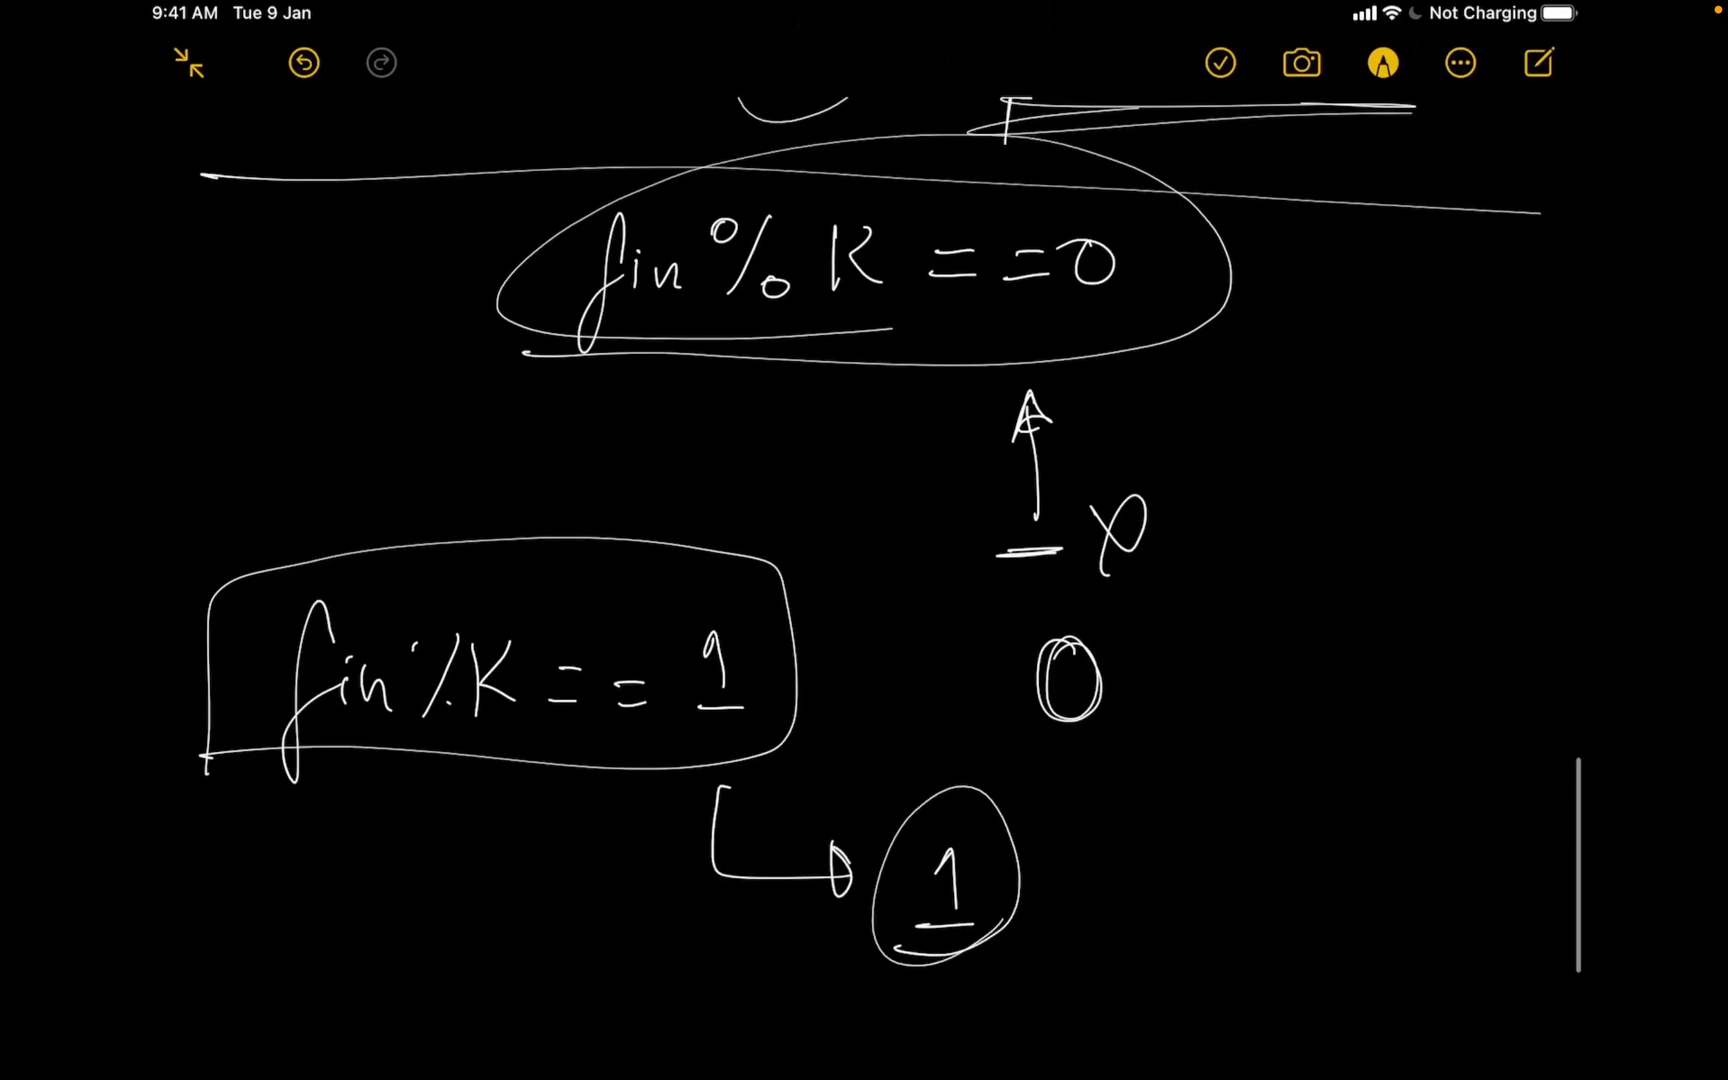 9:41 AM Tue 9 Jan
Not Charging
fin % K = = 0
fin % K = = 1
0
1